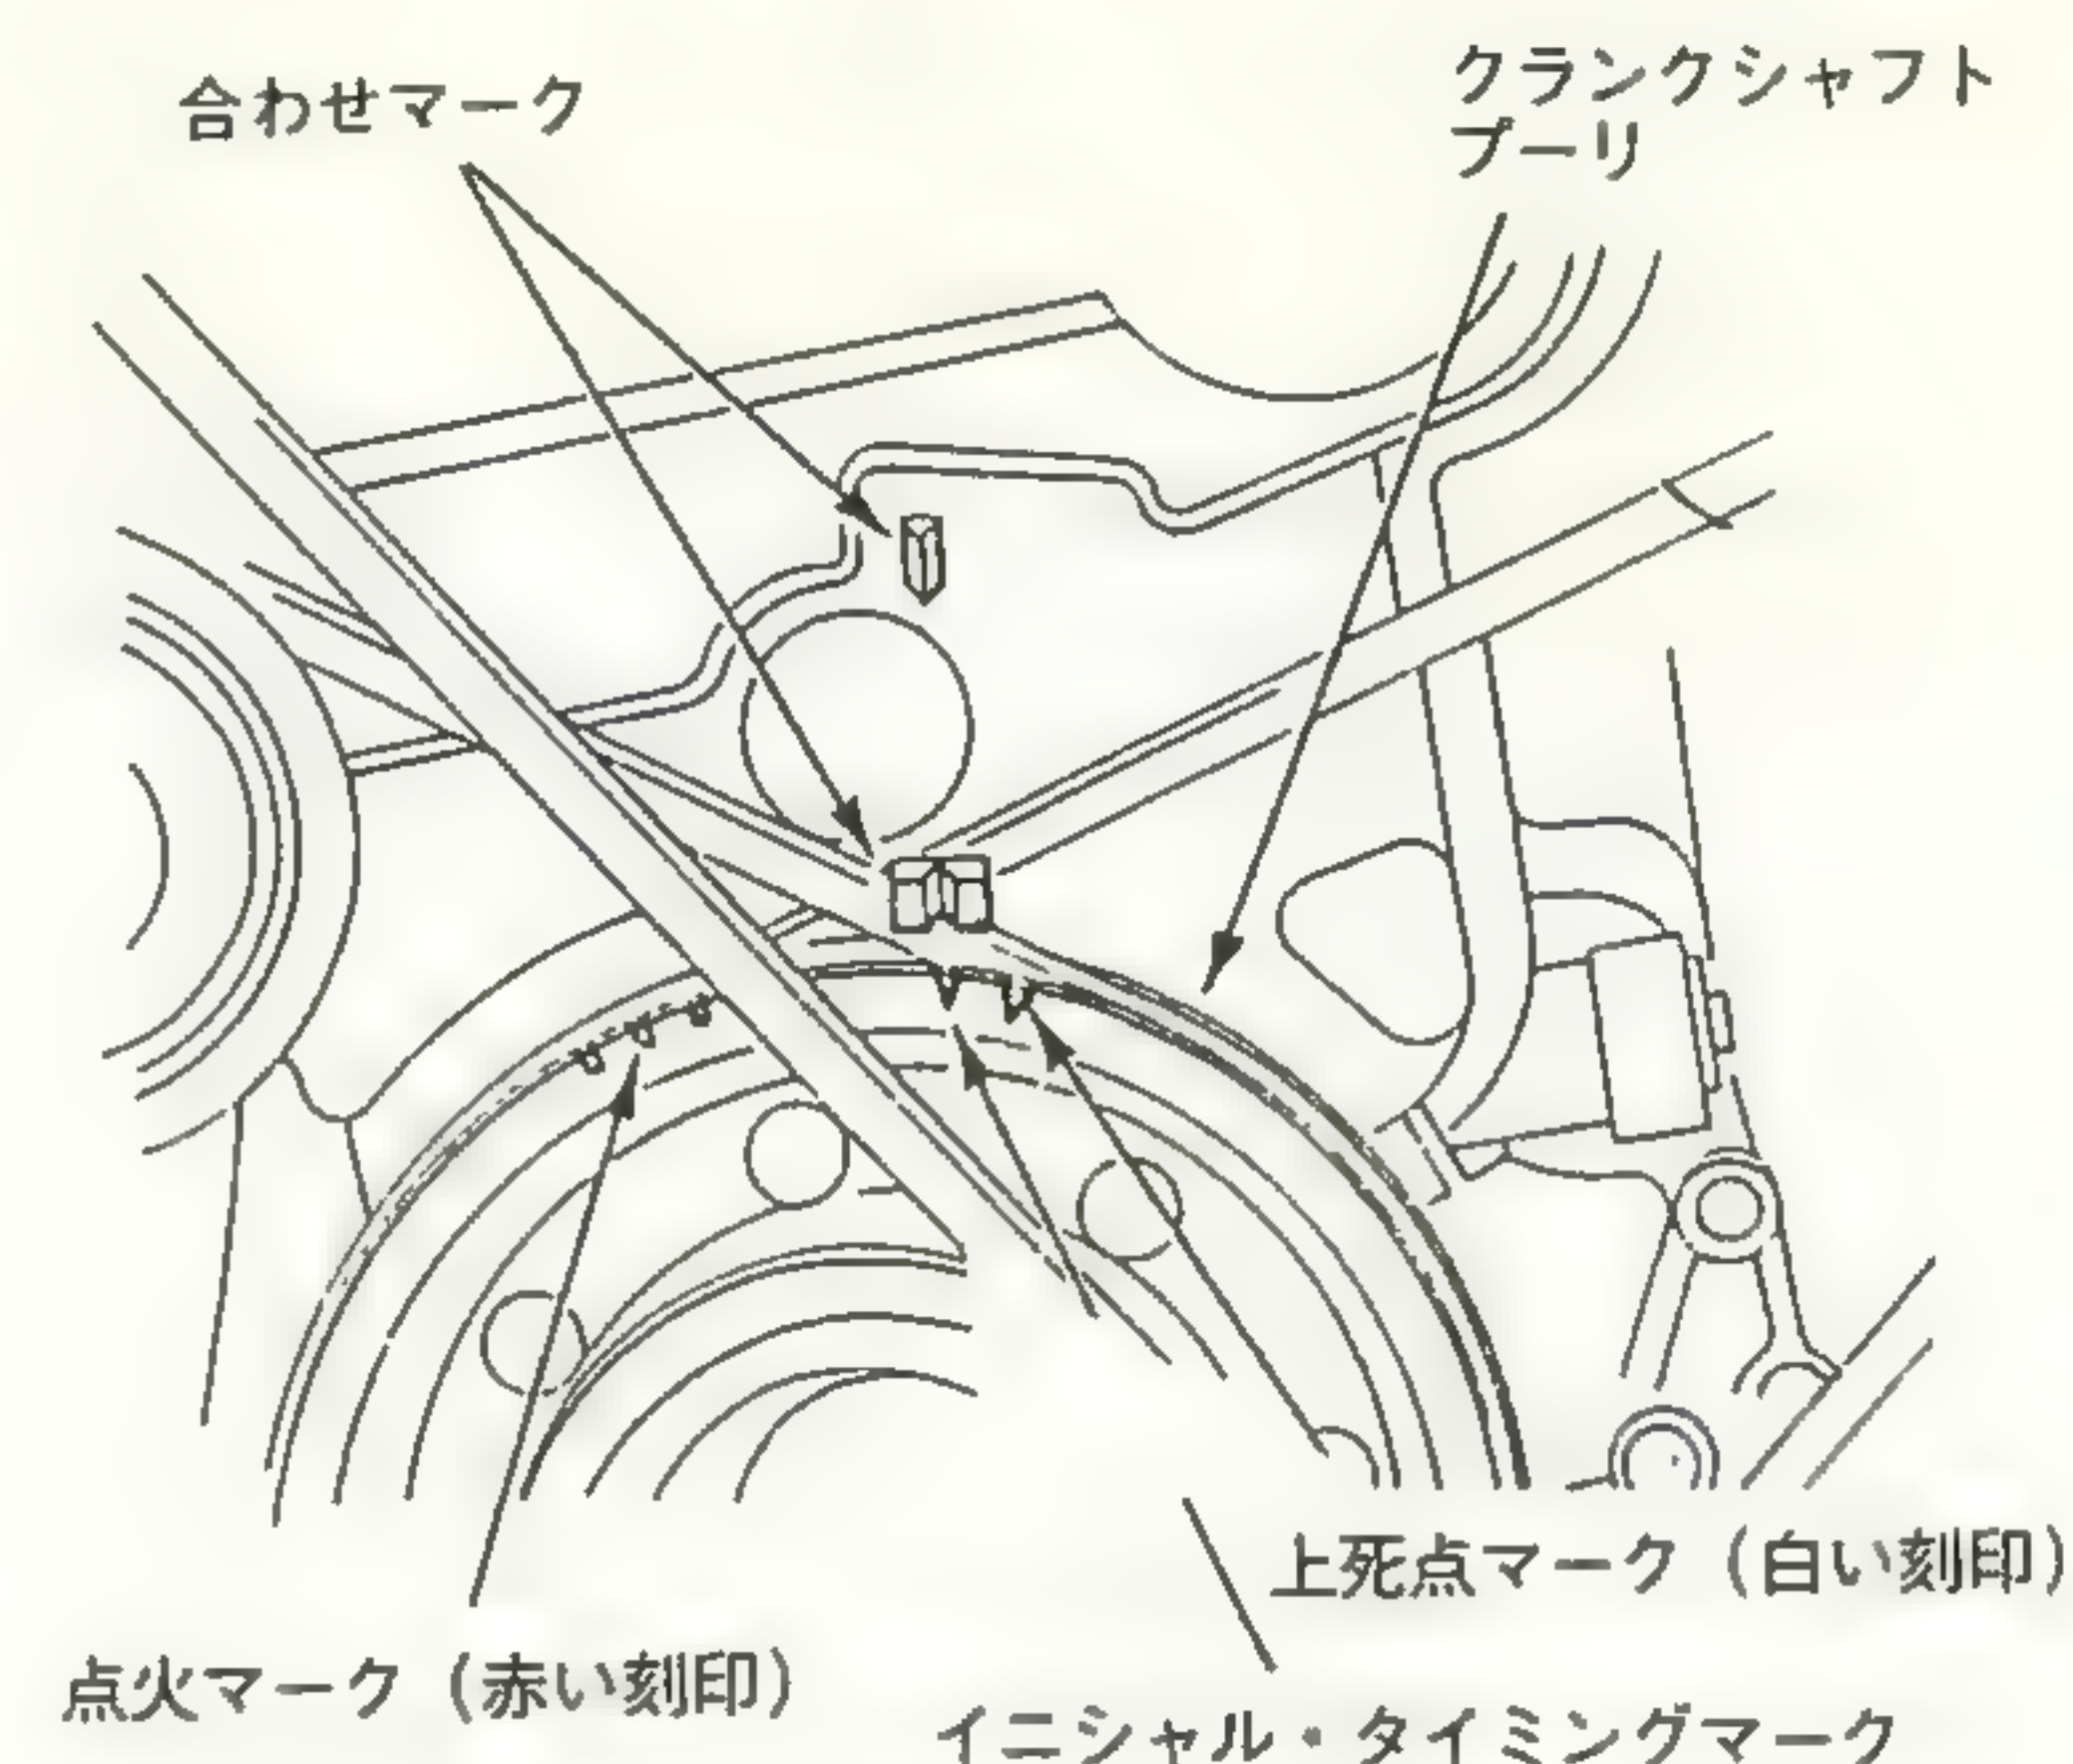 合わせマーク
クランクシャフト
プーリ
上死点マーク（白い刻印）
点火マーク（赤い刻印）
イニシャル・タイミングマーク